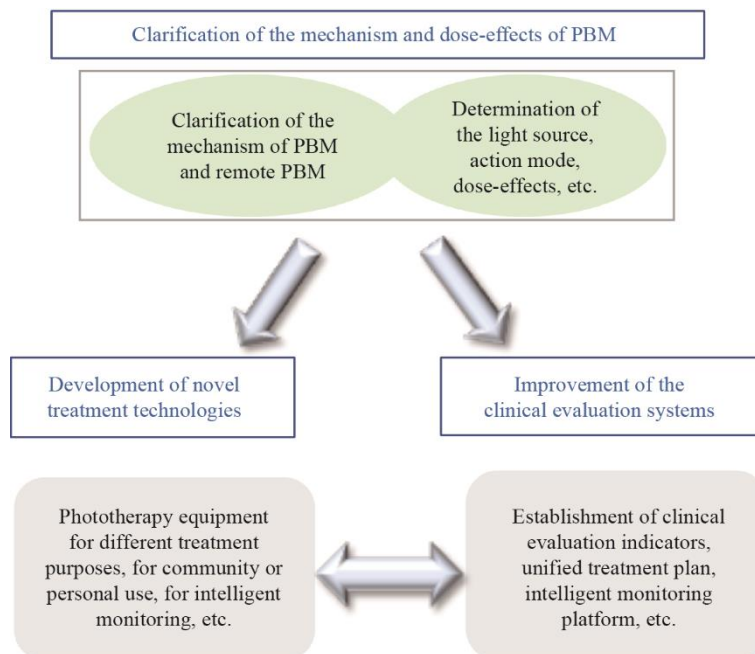 Clarification of the mechanism and dose-effects of PBM
Clarification of the
mechanism of PBM
and remote PBM
Determination of
the light source,
action mode,
dose-effects, etc.
Development of novel
treatment technologies
Improvement of the
clinical evaluation systems
Phototherapy equipment
for different treatment
purposes, for community or
personal use, for intelligent
monitoring, etc.
Establishment of clinical
evaluation indicators,
unified treatment plan,
intelligent monitoring
platform, etc.